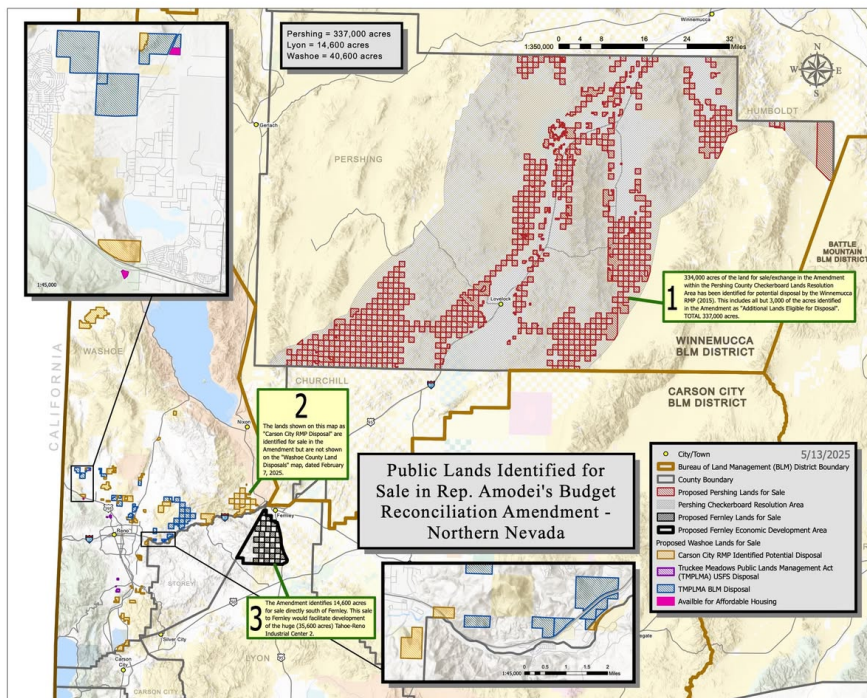 Pershing = 337,000 acres
Lyon = 14,600 acres
Washoe = 40,600 acres
1:350,000
0 4 8 16 24 32
Miles
Winnemucca
N
W E
S
HUMBOLDT
Gerlach
PERSHING
1:45,000
BATTLE
MOUNTAIN
BLM DISTRICT
1
334,000 acres of the land for sale/exchange in the Amendment
within the Pershing County Checkerboard Lands Resolution
Area has been identified for potential disposal by the Winnemucca
RMP (2015). This includes all but 3,000 of the acres identified
in the Amendment as "Additional Lands Eligible for Disposal".
TOTAL 337,000 acres.
Lovelock
WINNEMUCCA
BLM DISTRICT
CALIFORNIA
WASHOE
CHURCHILL
CARSON CITY
BLM DISTRICT
2
The lands shown on this map as
"Carson City RMP Disposal" are
identified for sale in the
Amendment but are not shown
on the "Washoe County Land
Disposals" map, dated February
7, 2025.
Nixon
Public Lands Identified for
Sale in Rep. Amodei's Budget
Reconciliation Amendment -
Northern Nevada
5/13/2025
City/Town
Bureau of Land Management (BLM) District Boundary
County Boundary
Proposed Pershing Lands for Sale
Pershing Checkerboard Resolution Area
Proposed Fernley Lands for Sale
Proposed Fernley Economic Development Area
Proposed Washoe Lands for Sale
Carson City RMP Identified Potential Disposal
Truckee Meadows Public Lands Management Act
(TMPLMA) USFS Disposal
TMPLMA BLM Disposal
Availble for Affordable Housing
Fernley
Reno
STOREY
3
The Amendment identifies 14,600 acres
for sale directly south of Fernley. This sale
to Fernley would facilitate development
of the huge (35,600 acres) Tahoe-Reno
Industrial Center 2.
Silver City
LYON
Carson
City
CARSON CITY
1:45,000
0 0.5 1 1.5 2
Miles